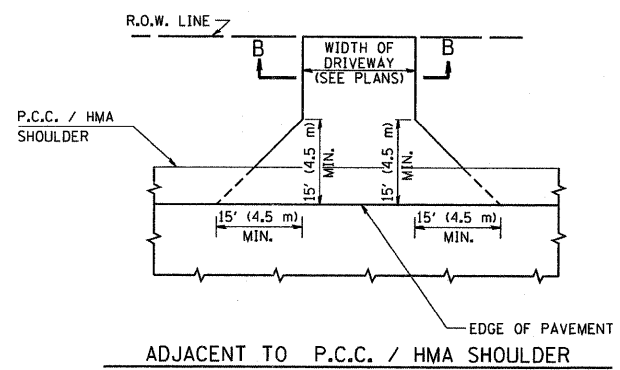 R.O.W. LINE
B
WIDTH OF
DRIVEWAY
(SEE PLANS)
B
P.C.C. / HMA
SHOULDER
15' (4.5 m)
MIN.
15' (4.5 m)
MIN.
15' (4.5 m)
MIN.
15' (4.5 m)
MIN.
EDGE OF PAVEMENT
ADJACENT TO P.C.C. / HMA SHOULDER